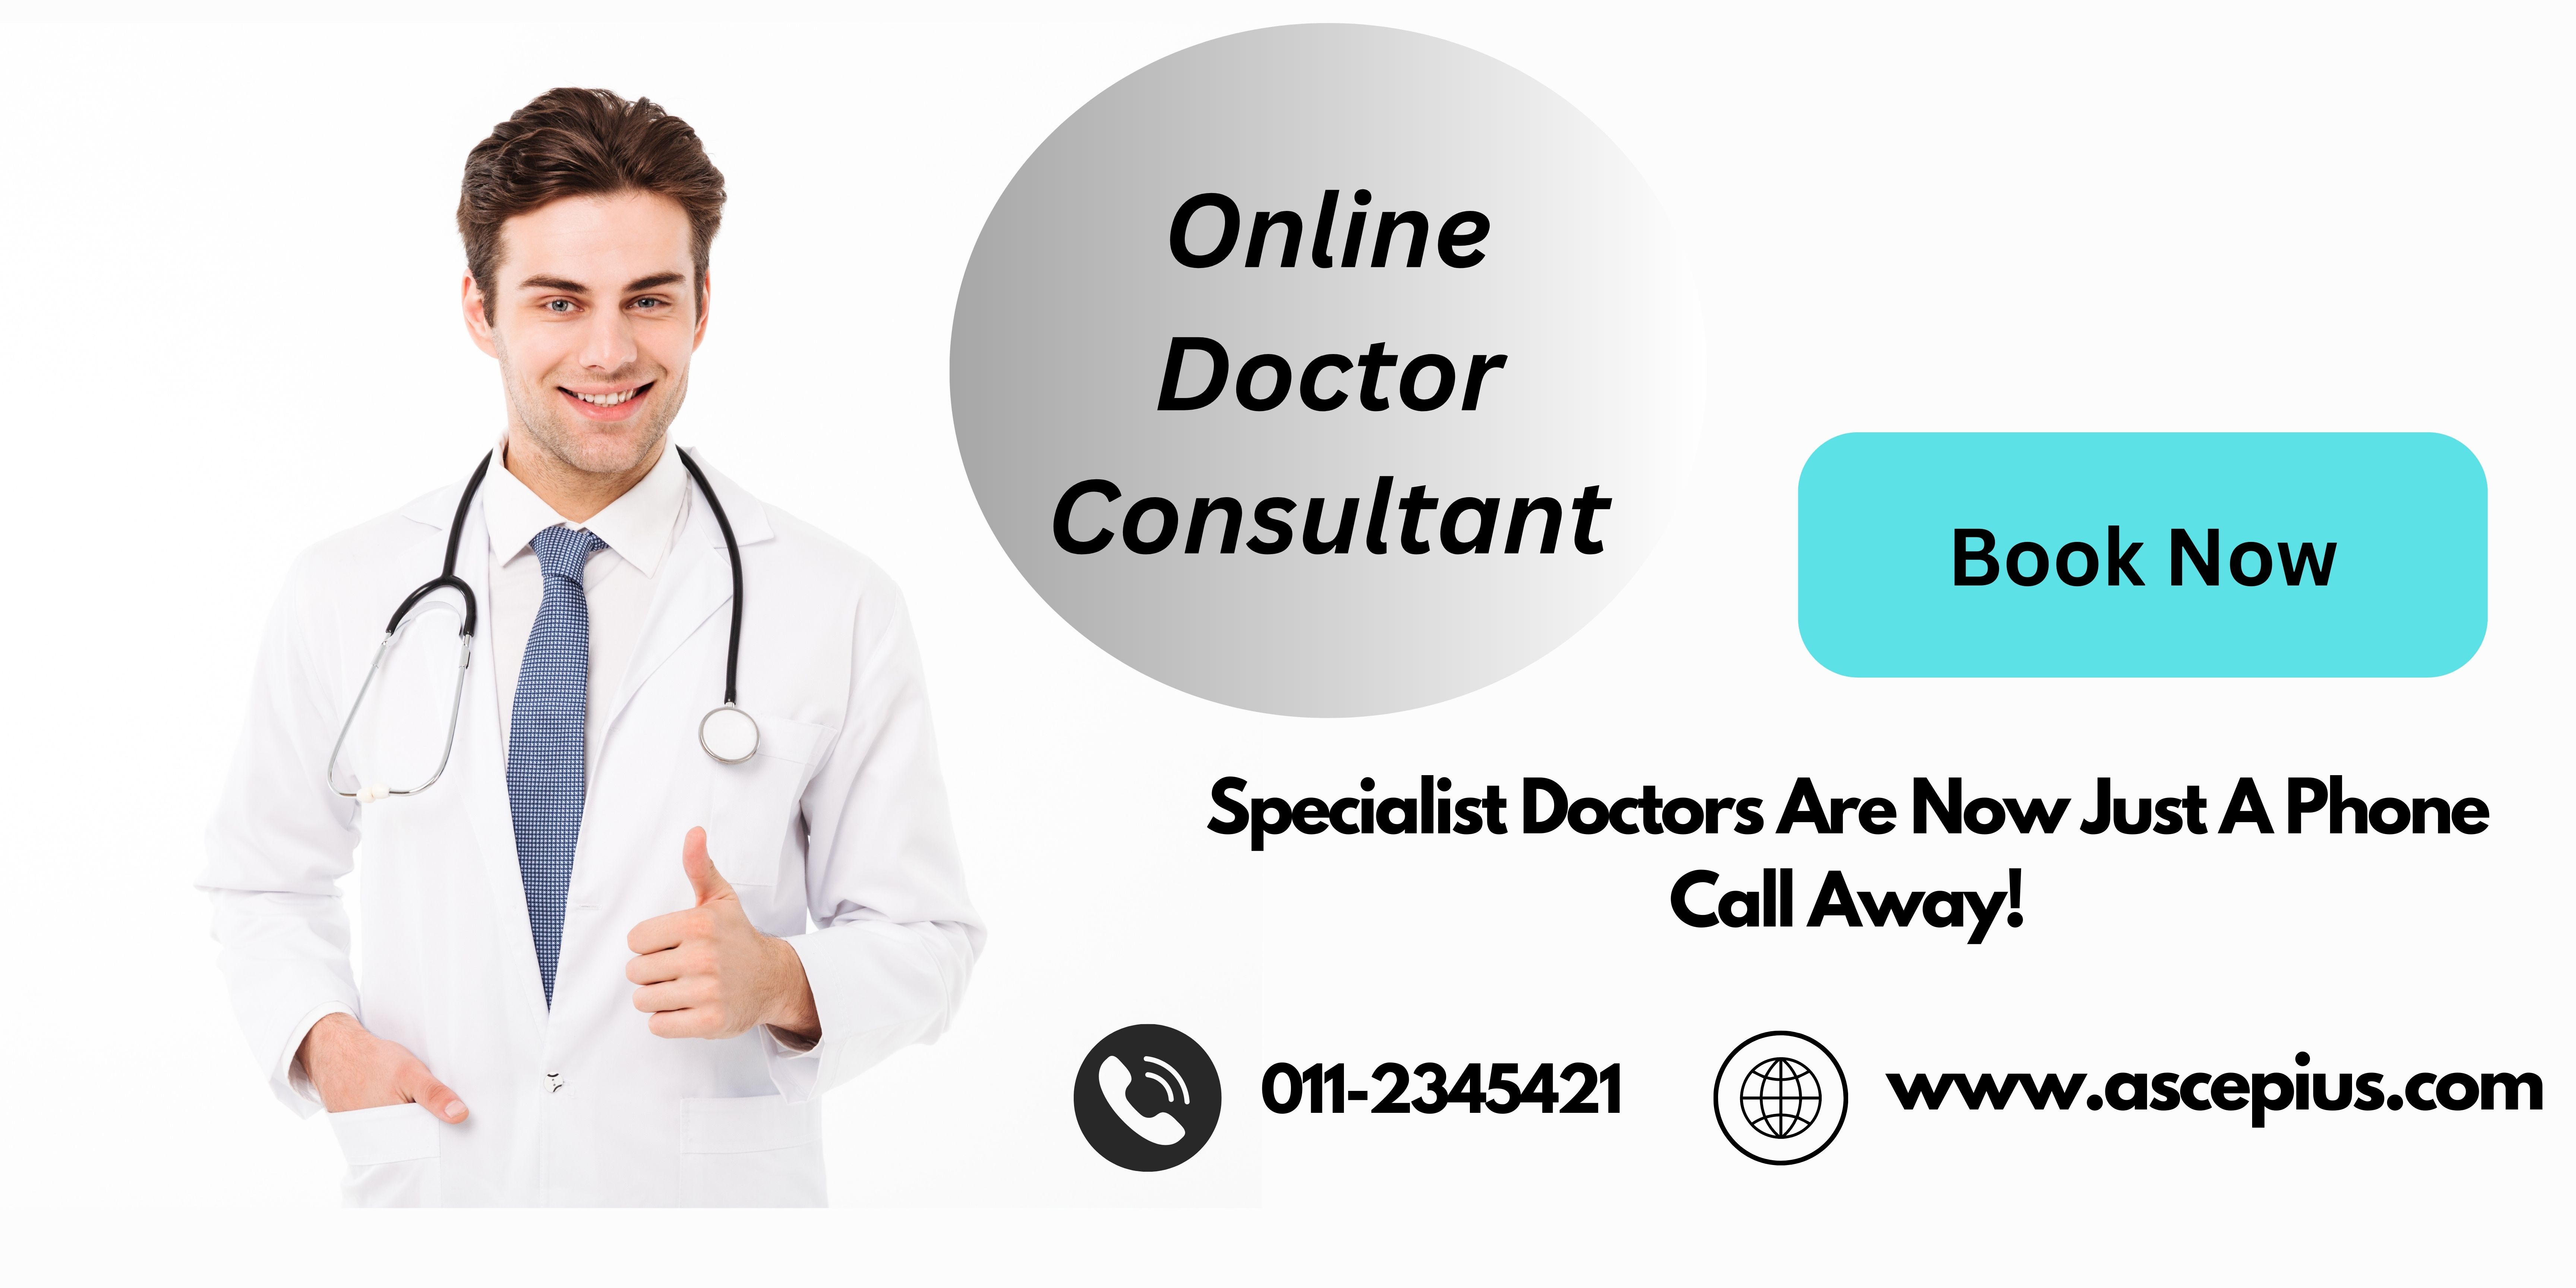 Online
Doctor
Consultant
Book Now
Specialist Doctors Are Now Just A Phone
Call Away!
011-2345421
www.ascepius.com